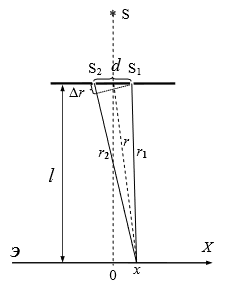 S
S₂ d S₁
Δr
r
r₂ r₁
l
Э X
0 x